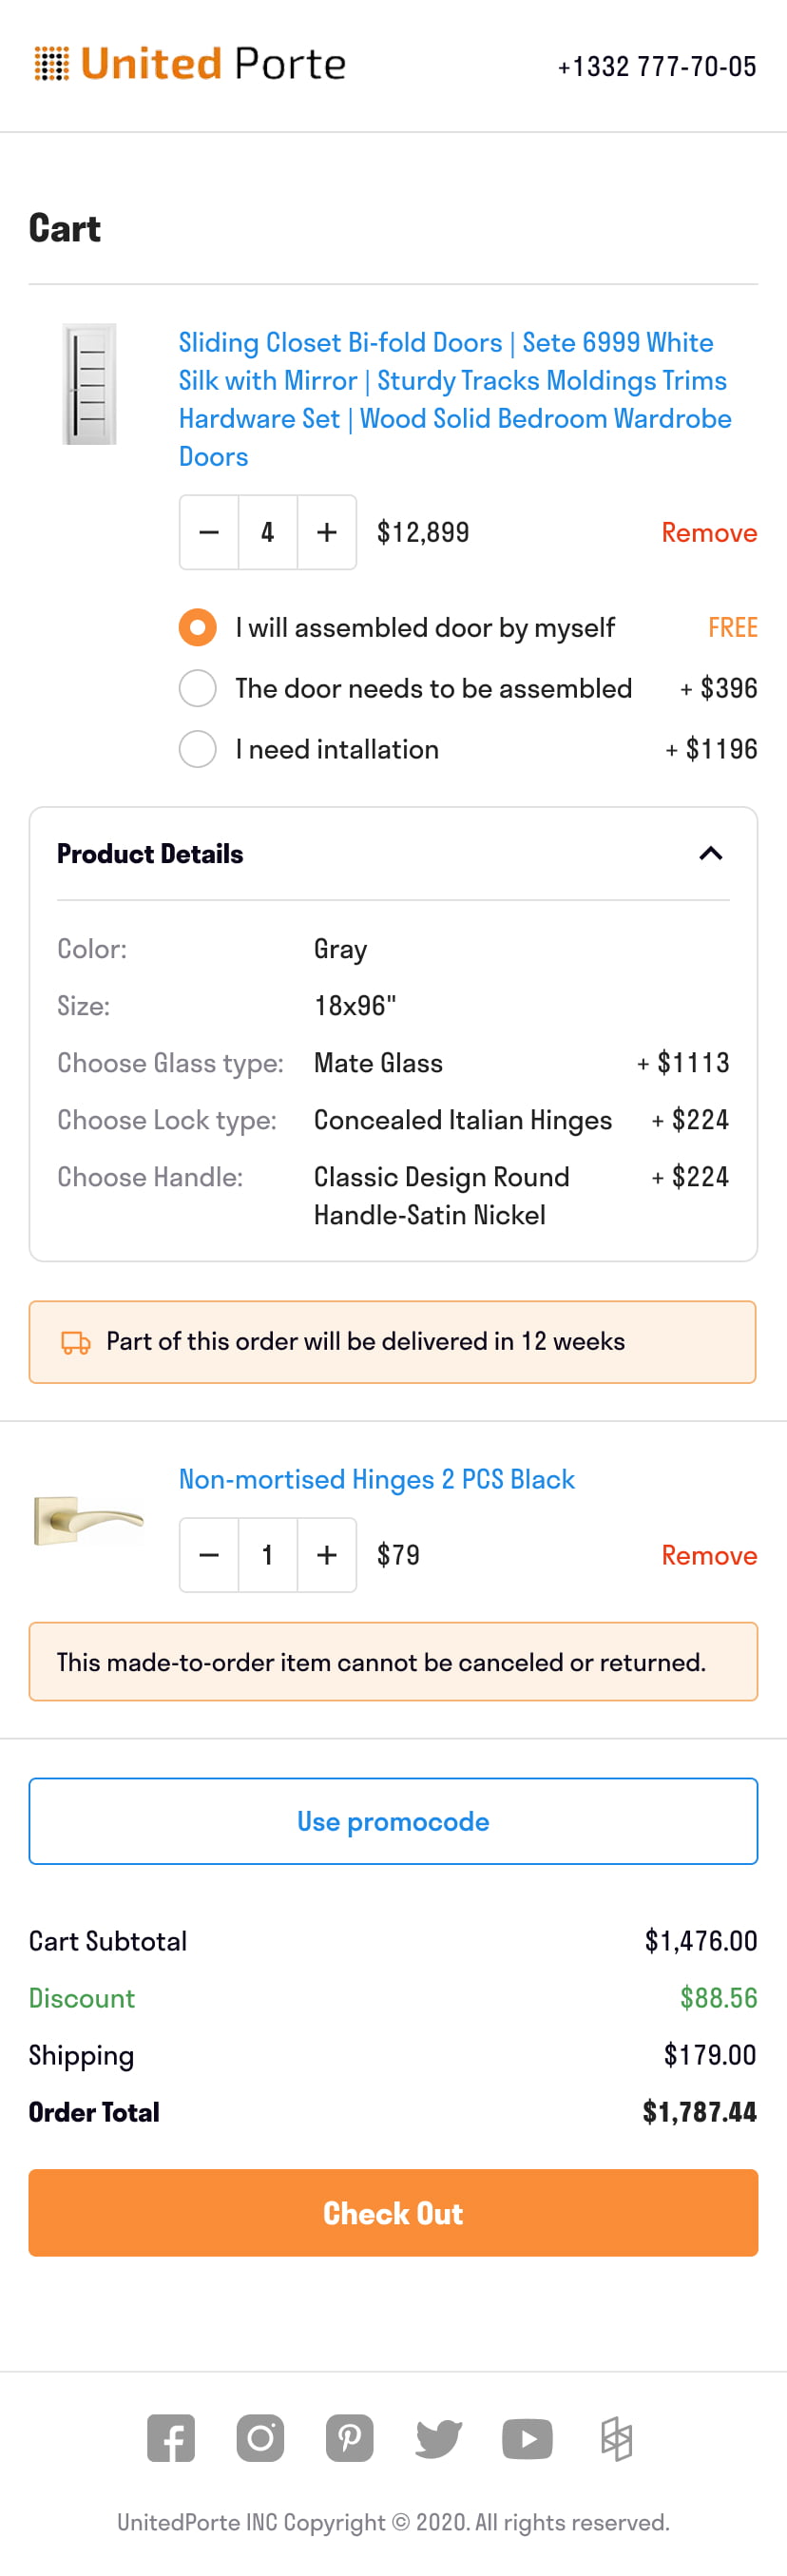 United Porte
+1332 777-70-05
Cart
Sliding Closet Bi-fold Doors | Sete 6999 White
Silk with Mirror | Sturdy Tracks Moldings Trims
Hardware Set | Wood Solid Bedroom Wardrobe
Doors
− 4 + $12,899 Remove
I will assembled door by myself FREE
The door needs to be assembled + $396
I need intallation + $1196
Product Details
Color: Gray
Size: 18x96"
Choose Glass type: Mate Glass + $1113
Choose Lock type: Concealed Italian Hinges + $224
Choose Handle: Classic Design Round + $224
Handle-Satin Nickel
Part of this order will be delivered in 12 weeks
Non-mortised Hinges 2 PCS Black
− 1 + $79 Remove
This made-to-order item cannot be canceled or returned.
Use promocode
Cart Subtotal $1,476.00
Discount $88.56
Shipping $179.00
Order Total $1,787.44
Check Out
UnitedPorte INC Copyright © 2020. All rights reserved.